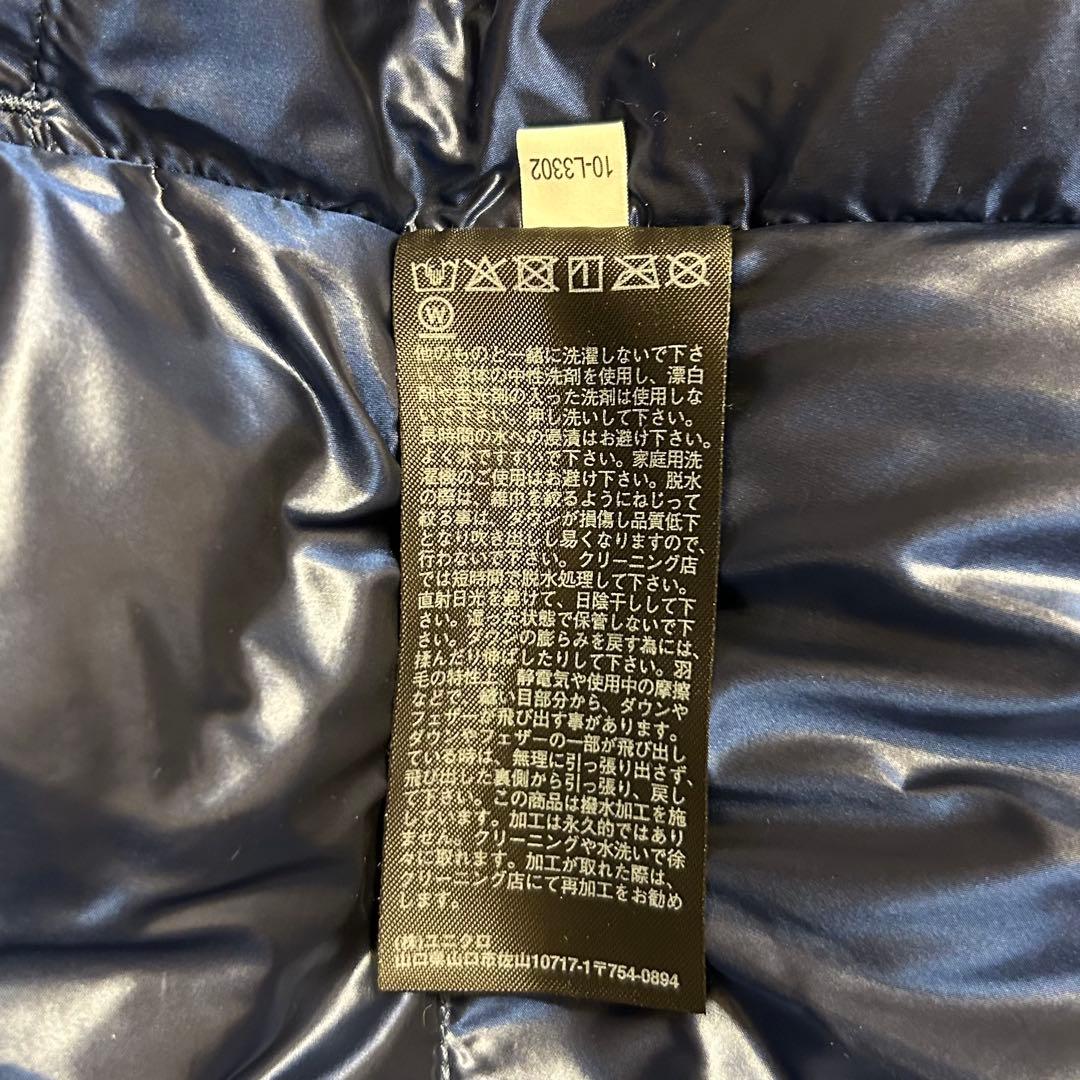 10-L3302
W
他のものと一緒に洗濯しないで下さ
の中性洗剤を使用し、漂白
剤の入った洗剤は使用しな
いで下さい。押し洗いして下さい。
長時間の水への浸漬はお避け下さい。
よく水ですすいで下さい。家庭用洗
濯機のご使用はお避け下さい。脱水
の際は、雑巾を絞るようにねじって
絞る事は、ダウンが損傷し品質低下
となり吹き出しし易くなりますので、
行わないで下さい。クリーニング店
では短時間で脱水処理して下さい。
直射日光を避けて、日陰干しして下
さい。湿った状態で保管しないで下
さい。ダウンの膨らみを戻す為には、
揉んだり伸ばしたりして下さい。羽
毛の特性上、静電気や使用中の摩擦
などで、縫い目部分から、ダウンや
フェザーが飛び出す事があります。
ダウンやフェザーの一部が飛び出し
ている時は、無理に引っ張り出さず、
飛び出した裏側から引っ張り、戻し
て下さい。この商品は撥水加工を施
しています。加工は永久的ではあり
ません。クリーニングや水洗いで徐
々に取れます。加工が取れた際は、
クリーニング店にて再加工をお勧め
します。
(株)ユニクロ
山口県山口市佐山10717-1〒754-0894